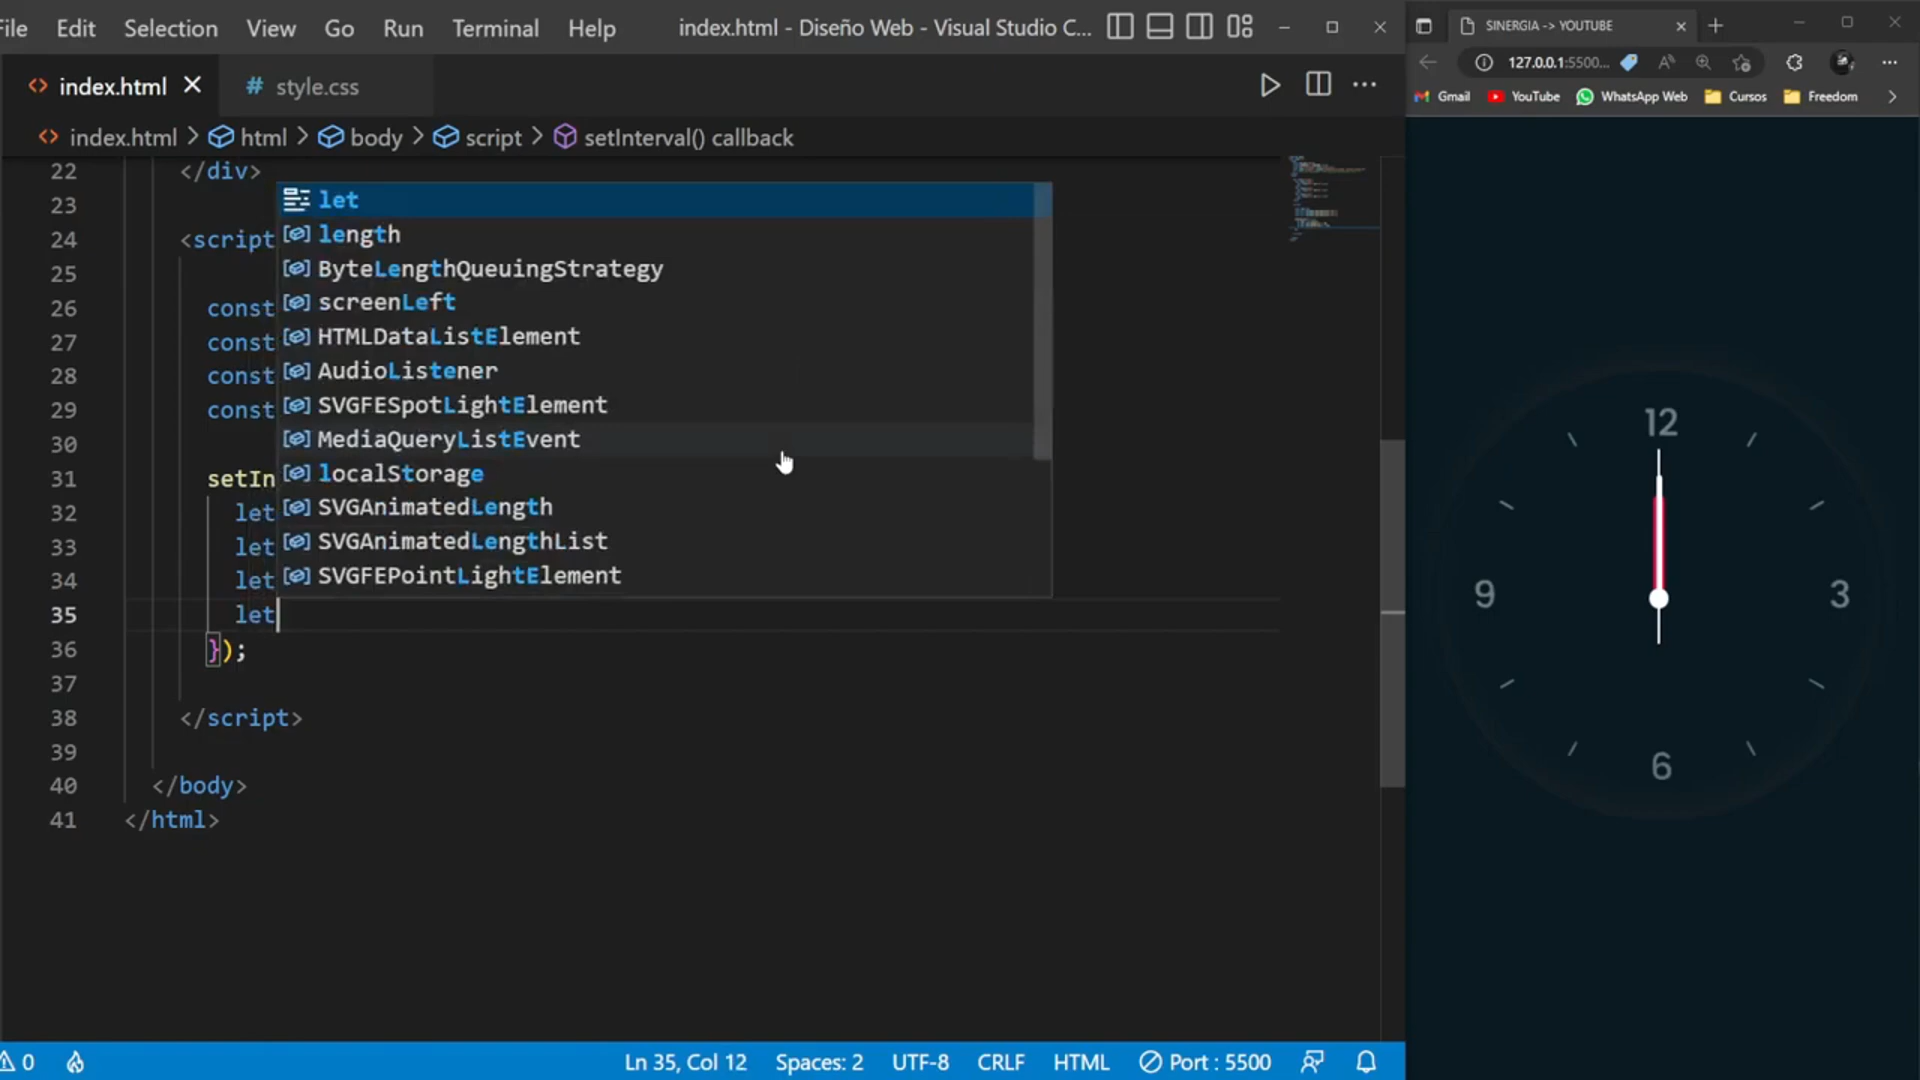 File Edit Selection View Go Run Terminal Help index.html - Diseño Web - Visual Studio C...
index.html # style.css
index.html > html > body > script > setInterval() callback
22 </div>
23
24 <script
25
26 const
27 const
28 const
29 const
30
31 setIn
32 let
33 let
34 let
35 let
36 });
37
38 </script>
39
40 </body>
41 </html>
let
length
ByteLengthQueuingStrategy
screenLeft
HTMLDataListElement
AudioListener
SVGFESpotLightElement
MediaQueryListEvent
localStorage
SVGAnimatedLength
SVGAnimatedLengthList
SVGFEPointLightElement
0 Ln 35, Col 12 Spaces: 2 UTF-8 CRLF HTML Port : 5500
SINERGIA -> YOUTUBE
127.0.0.1:5500...
Gmail YouTube WhatsApp Web Cursos Freedom
12
9 3
6